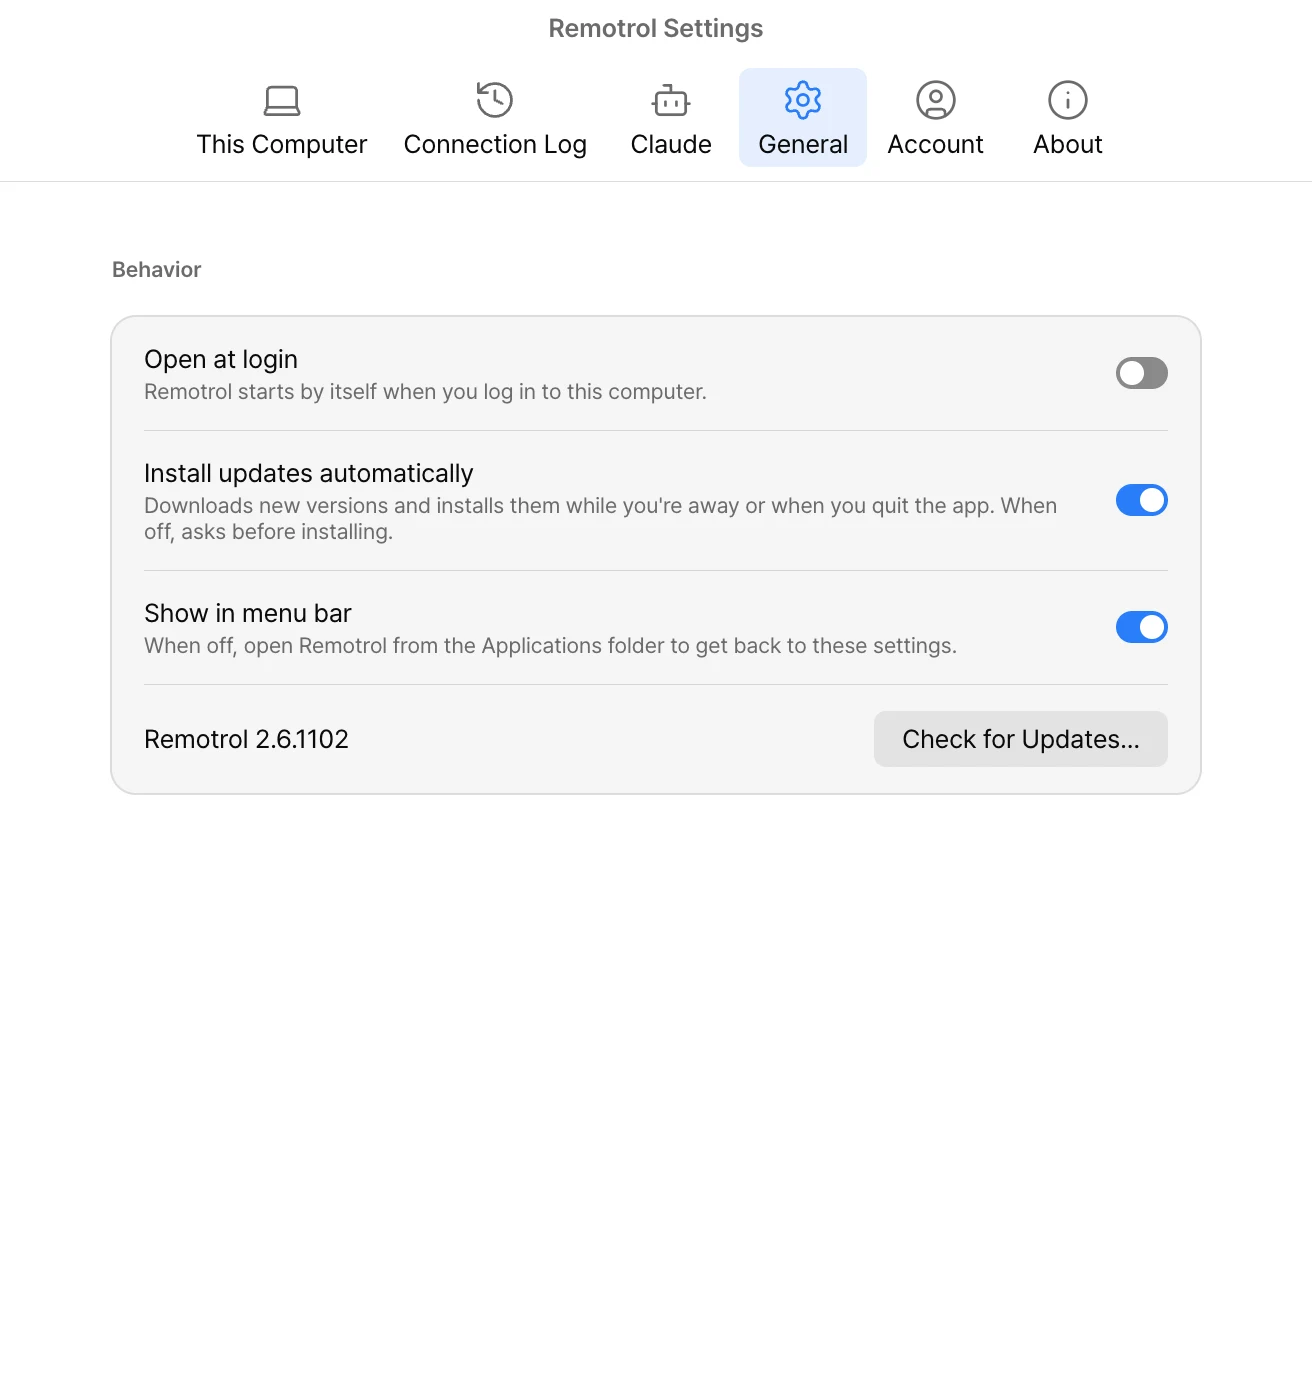 Remotrol Settings
This Computer
Connection Log
Claude
General
Account
About
Behavior
Open at login
Remotrol starts by itself when you log in to this computer.
Install updates automatically
Downloads new versions and installs them while you're away or when you quit the app. When
off, asks before installing.
Show in menu bar
When off, open Remotrol from the Applications folder to get back to these settings.
Remotrol 2.6.1102
Check for Updates...